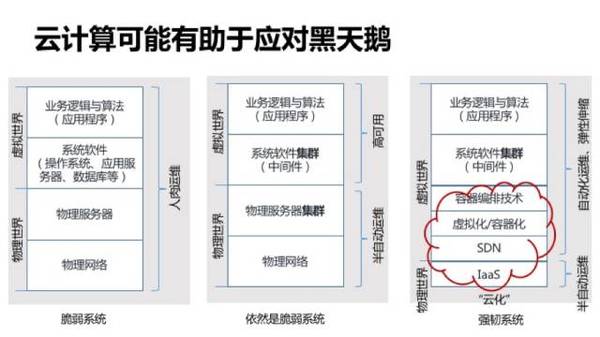 云计算可能有助于应对黑天鹅
虚拟世界
物理世界
业务逻辑与算法
（应用程序）
系统软件
（操作系统、应用服
务器、数据库等）
物理服务器
物理网络
人肉运维
脆弱系统
虚拟世界
物理世界
业务逻辑与算法
（应用程序）
系统软件集群
（中间件）
物理服务器集群
物理网络
高可用
半自动运维
依然是脆弱系统
虚拟世界
物理世界
业务逻辑与算法
（应用程序）
系统软件集群
（中间件）
容器编排技术
虚拟化/容器化
SDN
IaaS
“云化”
自动化运维、弹性伸缩
半自动运维
强韧系统